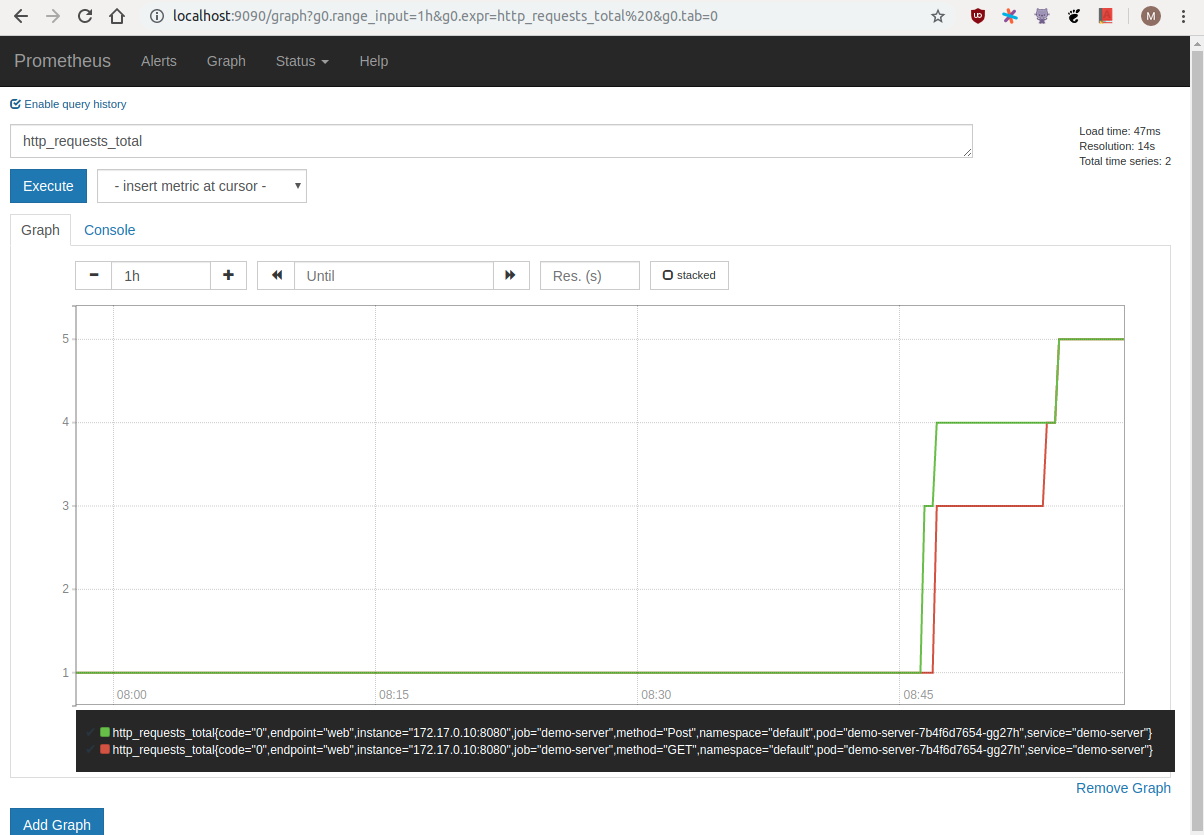 localhost:9090/graph?g0.range_input=1h&g0.expr=http_requests_total%20&g0.tab=0
M
Prometheus Alerts Graph Status Help
Enable query history
http_requests_total
Load time: 47ms
Resolution: 14s
Total time series: 2
Execute - insert metric at cursor -
Graph Console
1h Until Res. (s) stacked
5
4
3
2
1
08:00 08:15 08:30 08:45
http_requests_total{code="0",endpoint="web",instance="172.17.0.10:8080",job="demo-server",method="Post",namespace="default",pod="demo-server-7b4f6d7654-gg27h",service="demo-server"}
http_requests_total{code="0",endpoint="web",instance="172.17.0.10:8080",job="demo-server",method="GET",namespace="default",pod="demo-server-7b4f6d7654-gg27h",service="demo-server"}
Remove Graph
Add Graph